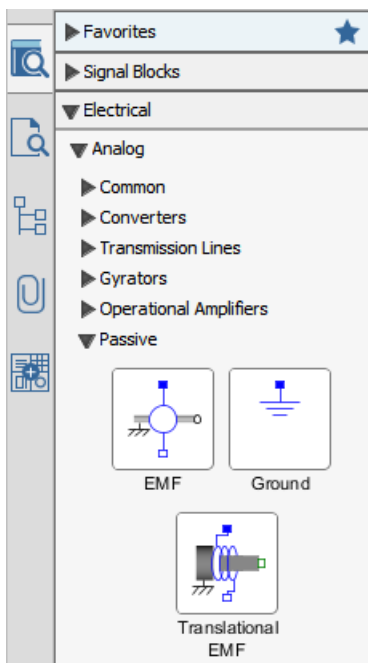 Favorites
Signal Blocks
Electrical
Analog
Common
Converters
Transmission Lines
Gyrators
Operational Amplifiers
Passive
EMF
Ground
Translational
EMF